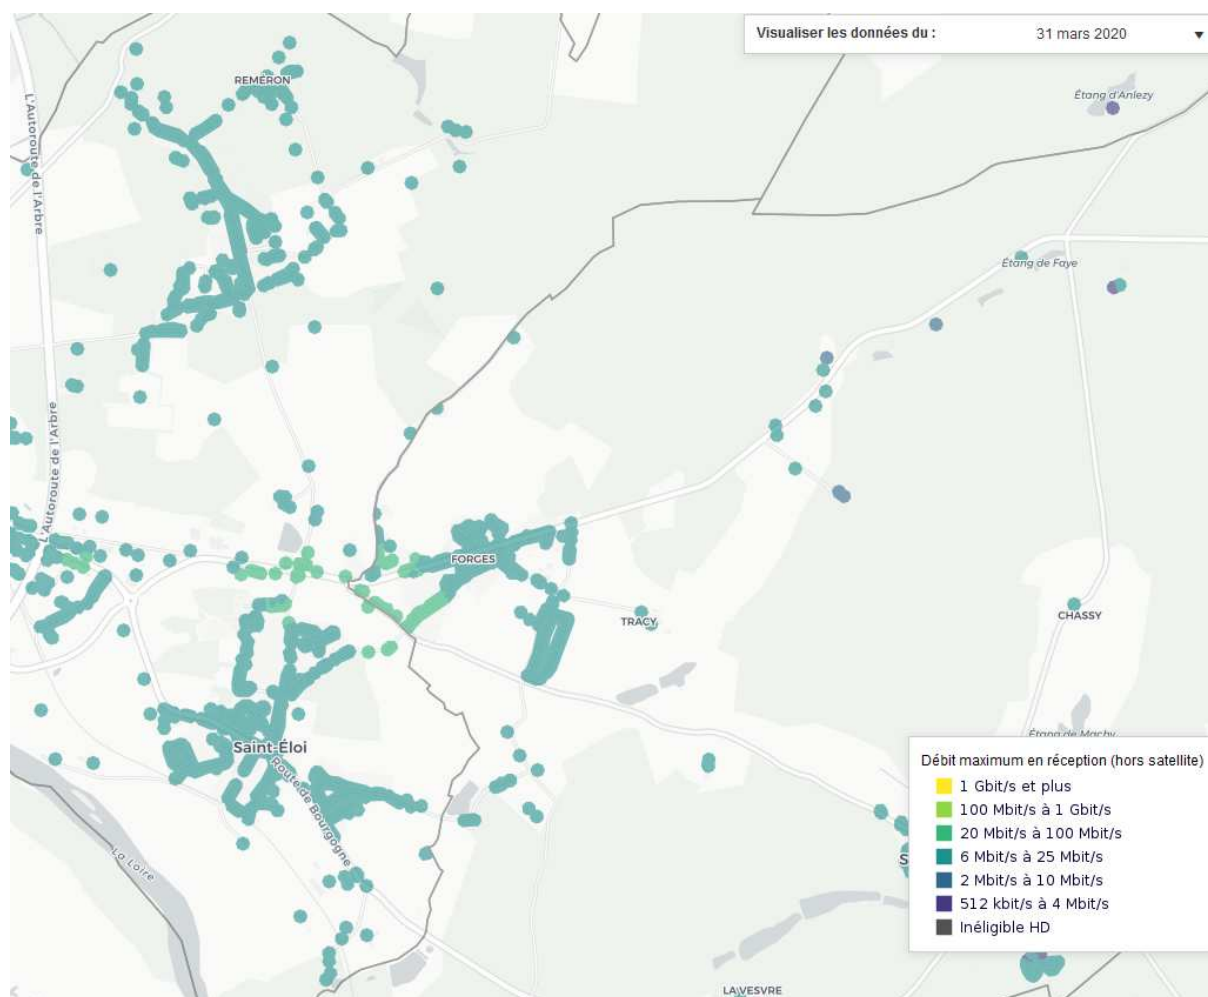 Visualiser les données du :
31 mars 2020
REMÉRON
L'Autoroute de l'Arbre
Étang d'Anlezy
Étang de Faye
L'Autoroute de l'Arbre
FORGES
TRACY
CHASSY
Saint-Éloi
Route de Bourgogne
La Loire
Étang de Machy
Débit maximum en réception (hors satellite)
1 Gbit/s et plus
100 Mbit/s à 1 Gbit/s
20 Mbit/s à 100 Mbit/s
6 Mbit/s à 25 Mbit/s
2 Mbit/s à 10 Mbit/s
512 kbit/s à 4 Mbit/s
Inéligible HD
LA VESVRE